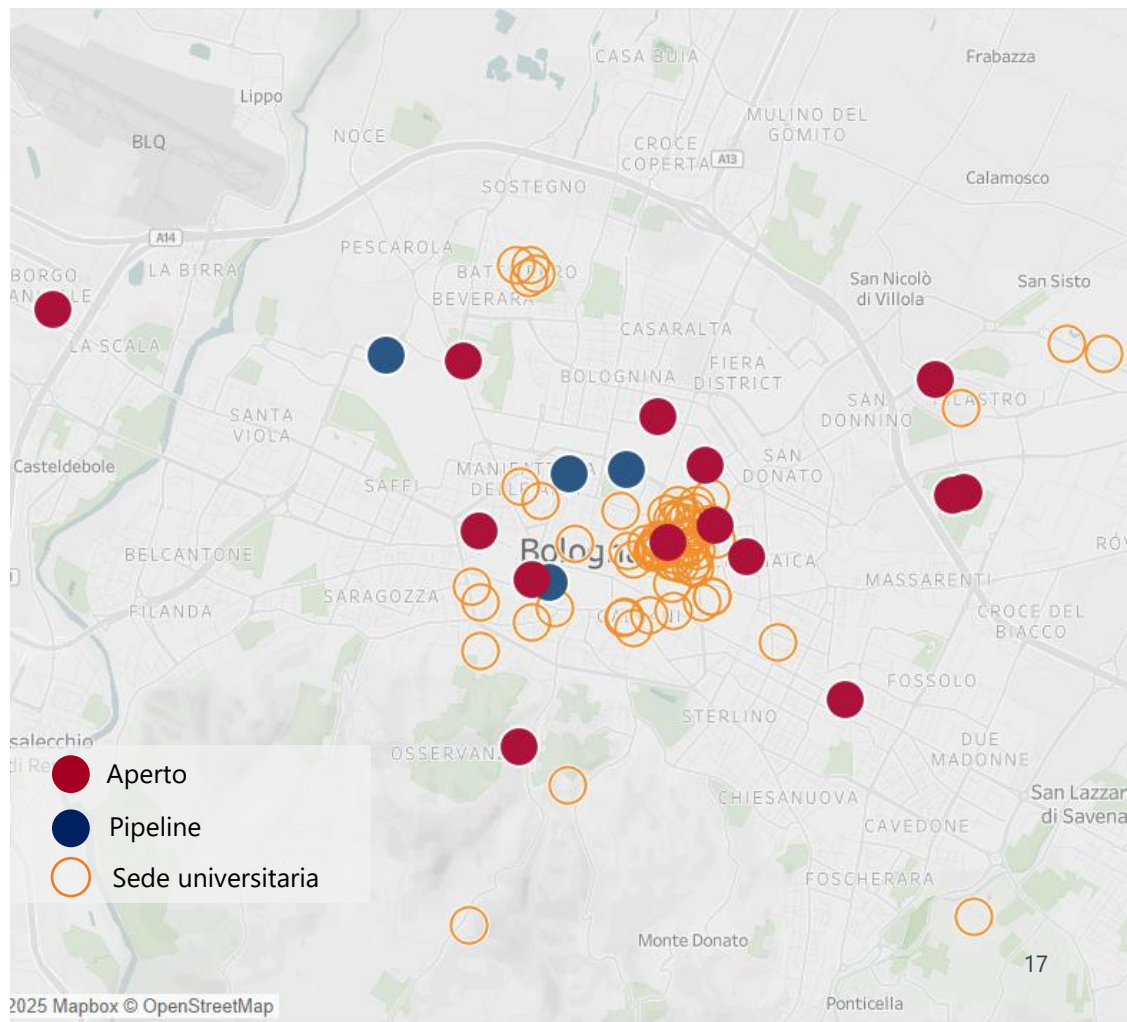 CASA BUIA
Frabazza
Lippo
MULINO DEL
GOMITO
BLQ
NOCE
CROCE
COPERTA
A13
SOSTEGNO
Calamosco
A14
PESCAROLA
BORGO
LA BIRRA
San Nicolò
di Villola
San Sisto
BEVERARA
CASARALTA
LA SCALA
FIERA
DISTRICT
BOLOGNINA
SAN
DONNINO
SANTA
VIOLA
SAN
DONATO
Casteldebole
SAFFI
Bologna
BELCANTONE
MASSARENTI
SARAGOZZA
FILANDA
CROCE DEL
BIACCO
FOSSOLO
STERLINO
DUE
MADONNE
San Lazzar
di Savena
CHIESANUOVA
CAVEDONE
FOSCHERARA
Aperto
Pipeline
Sede universitaria
Monte Donato
17
2025 Mapbox © OpenStreetMap
Ponticella